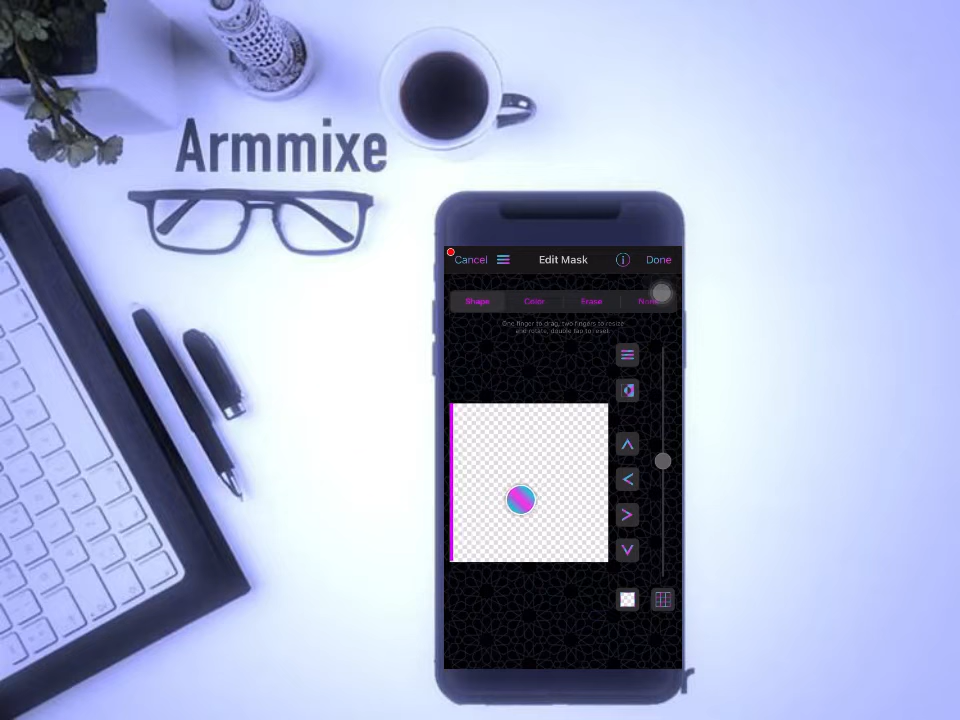 Armmixe
Cancel Edit Mask Done
Shape Color Erase None
One finger to drag, two fingers to resize
and rotate, double tap to reset
r